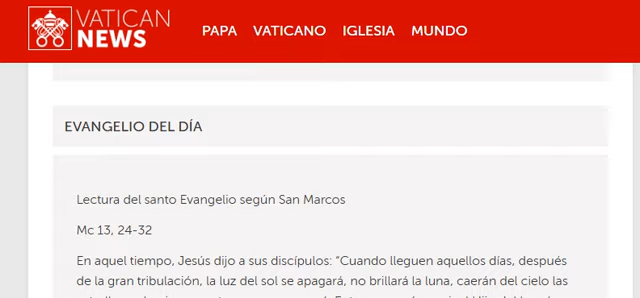 VATICAN
NEWS
PAPA VATICANO IGLESIA MUNDO
EVANGELIO DEL DÍA
Lectura del santo Evangelio según San Marcos
Mc 13, 24-32
En aquel tiempo, Jesús dijo a sus discípulos: “Cuando lleguen aquellos días, después
de la gran tribulación, la luz del sol se apagará, no brillará la luna, caerán del cielo las